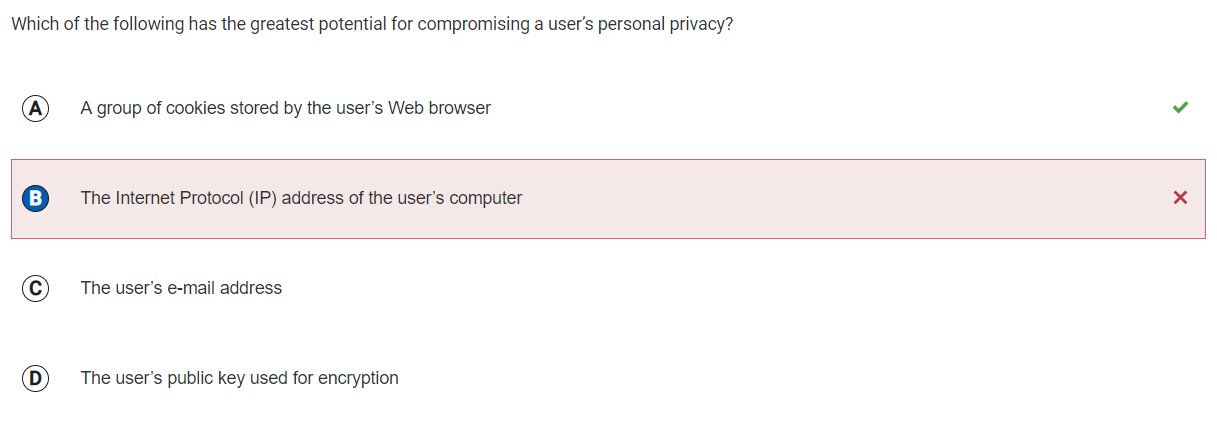 Which of the following has the greatest potential for compromising a user's personal privacy?
A A group of cookies stored by the user's Web browser
B The Internet Protocol (IP) address of the user's computer
C The user's e-mail address
D The user's public key used for encryption